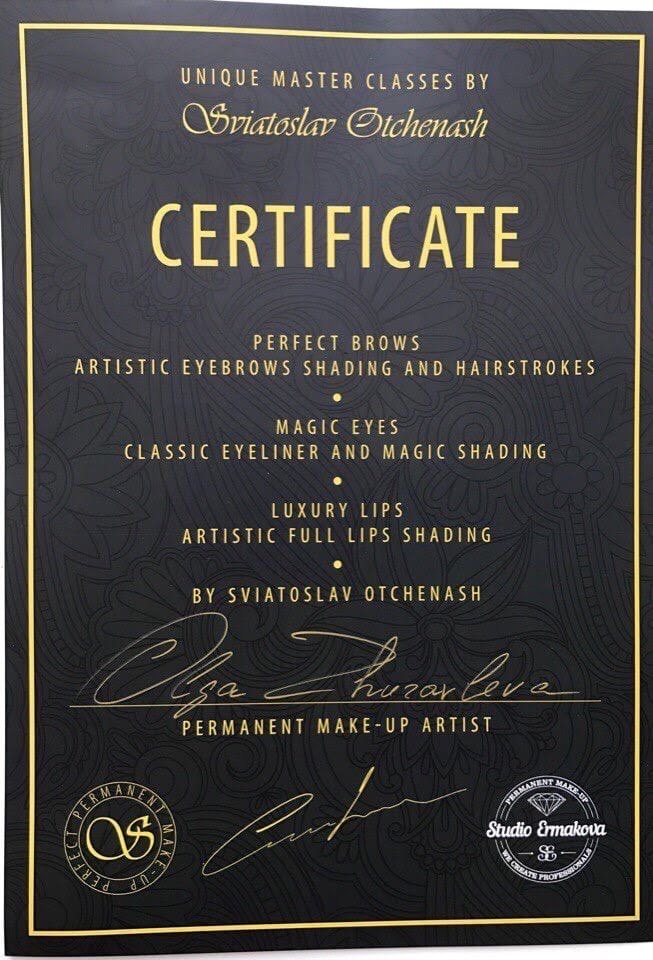 UNIQUE MASTER CLASSES BY
Sviatoslav Otchenash
CERTIFICATE
PERFECT BROWS
ARTISTIC EYEBROWS SHADING AND HAIRSTROKES
MAGIC EYES
CLASSIC EYELINER AND MAGIC SHADING
LUXURY LIPS
ARTISTIC FULL LIPS SHADING
BY SVIATOSLAV OTCHENASH
Olga Zhuravleva
PERMANENT MAKE-UP ARTIST
PERFECT PERMANENT MAKE-UP
S
PERMANENT MAKE-UP
Studio Ermakova
SE
WE CREATE PROFESSIONALS